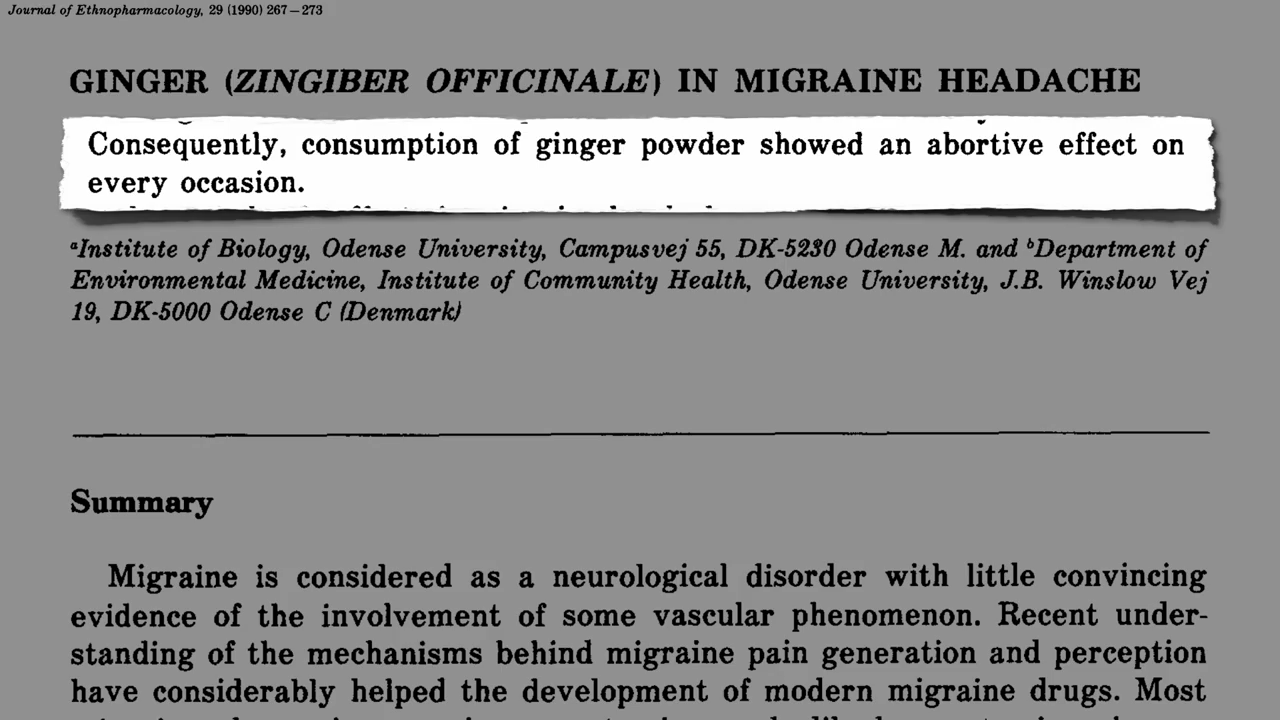 Journal of Ethnopharmacology, 29 (1990) 267–273
GINGER (ZINGIBER OFFICINALE) IN MIGRAINE HEADACHE
Consequently, consumption of ginger powder showed an abortive effect on
every occasion.
ᵃInstitute of Biology, Odense University, Campusvej 55, DK-5230 Odense M. and ᵇDepartment of
Environmental Medicine, Institute of Community Health, Odense University, J.B. Winslow Vej
19, DK-5000 Odense C (Denmark)
Summary
Migraine is considered as a neurological disorder with little convincing
evidence of the involvement of some vascular phenomenon. Recent under-
standing of the mechanisms behind migraine pain generation and perception
have considerably helped the development of modern migraine drugs. Most